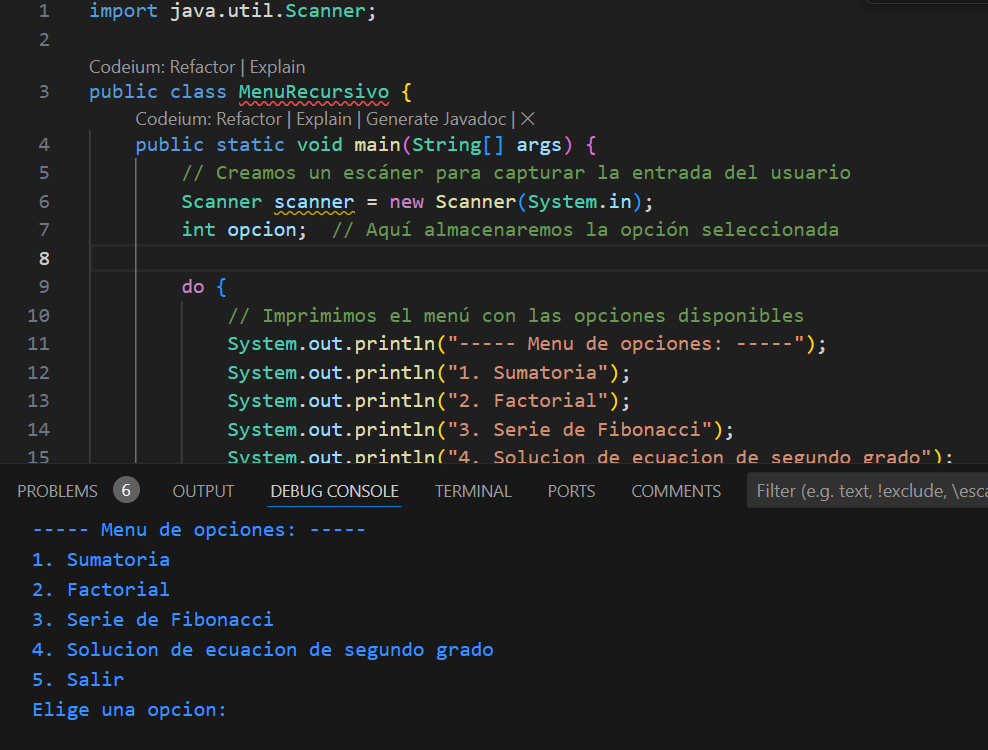 1 import java.util.Scanner;
2
Codeium: Refactor | Explain
3 public class MenuRecursivo {
Codeium: Refactor | Explain | Generate Javadoc | ×
4 public static void main(String[] args) {
5 // Creamos un escáner para capturar la entrada del usuario
6 Scanner scanner = new Scanner(System.in);
7 int opcion;  // Aquí almacenaremos la opción seleccionada
8
9 do {
10 // Imprimimos el menú con las opciones disponibles
11 System.out.println("----- Menu de opciones: -----");
12 System.out.println("1. Sumatoria");
13 System.out.println("2. Factorial");
14 System.out.println("3. Serie de Fibonacci");
15 System.out.println("4. Solucion de ecuacion de segundo grado");
PROBLEMS 6 OUTPUT DEBUG CONSOLE TERMINAL PORTS COMMENTS Filter (e.g. text, !exclude, \esca
----- Menu de opciones: -----
1. Sumatoria
2. Factorial
3. Serie de Fibonacci
4. Solucion de ecuacion de segundo grado
5. Salir
Elige una opcion: